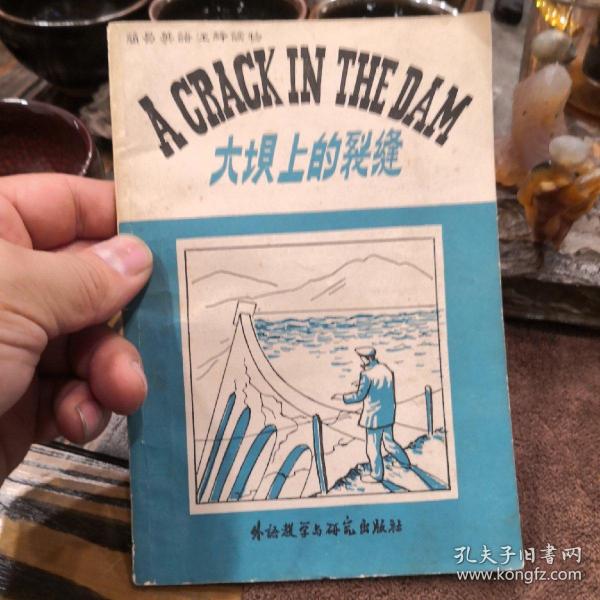 简易英语注释读物
A CRACK IN THE DAM
大坝上的裂缝
外语教学与研究出版社
孔夫子旧书网
www.kongfz.com